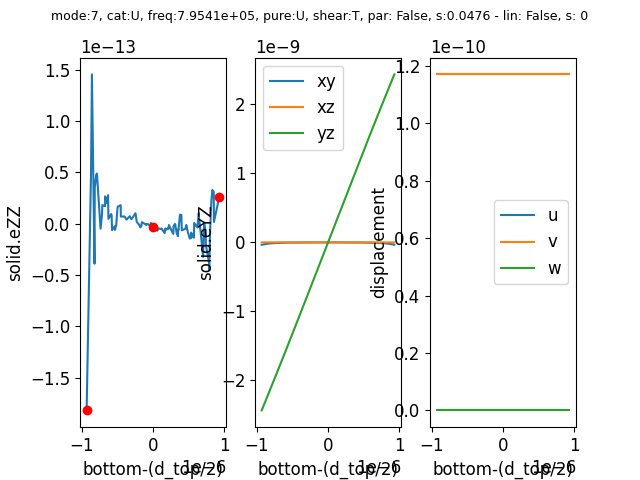 mode:7, cat:U, freq:7.9541e+05, pure:U, shear:T, par: False, s:0.0476 - lin: False, s: 0
1e−13
1.5
1.0
0.5
0.0
−0.5
−1.0
−1.5
solid.eZZ
−1
0
1
1e−6
bottom-(d_top/2)
1e−9
2
1
0
−1
−2
solid.eYZ
xy
xz
yz
−1
0
1
1e−6
bottom-(d_top/2)
1e−10
1.2
1.0
0.8
0.6
0.4
0.2
0.0
displacement
u
v
w
−1
0
1
1e−6
bottom-(d_top/2)